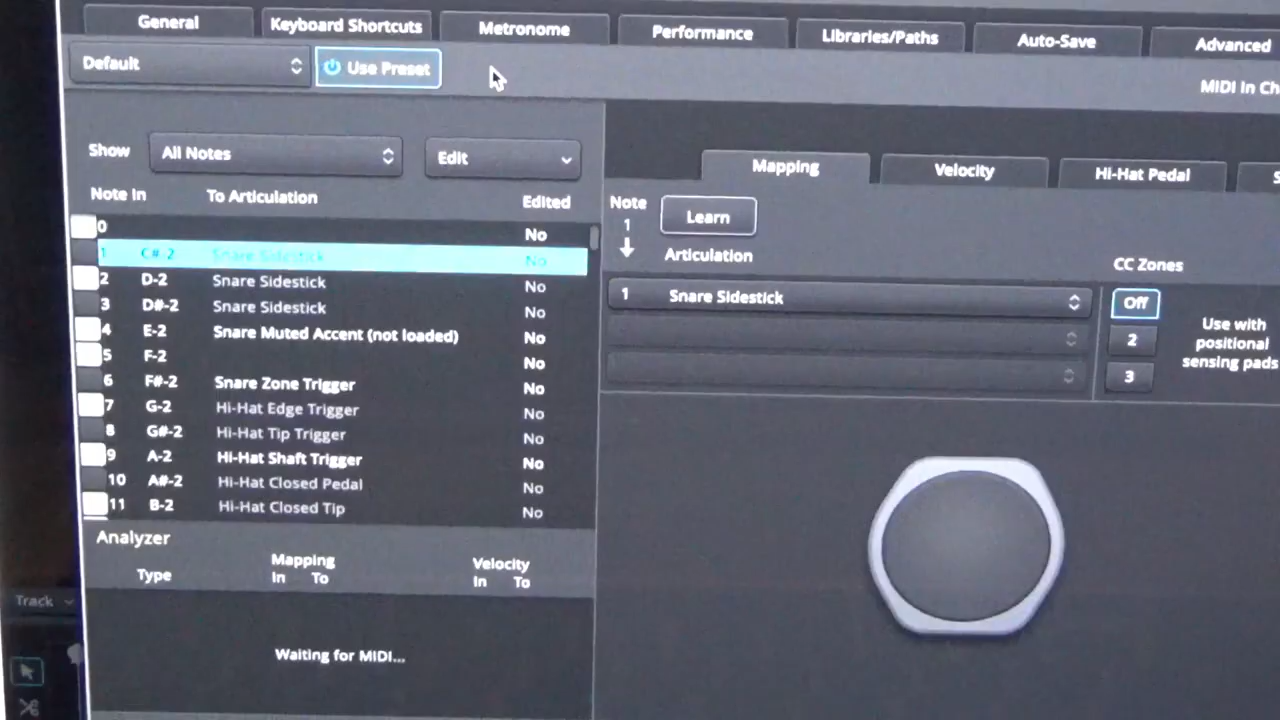 General Keyboard Shortcuts Metronome Performance Libraries/Paths Auto-Save Advanced
Default Use Preset
MIDI In Ch
Show All Notes Edit
Mapping Velocity Hi-Hat Pedal S
Note In To Articulation Edited
Note 1 Learn
Articulation
CC Zones
0 No
1 C#-2 Snare Sidestick No
2 D-2 Snare Sidestick No
3 D#-2 Snare Sidestick No
4 E-2 Snare Muted Accent (not loaded) No
5 F-2 No
6 F#-2 Snare Zone Trigger No
7 G-2 Hi-Hat Edge Trigger No
8 G#-2 Hi-Hat Tip Trigger No
9 A-2 Hi-Hat Shaft Trigger No
10 A#-2 Hi-Hat Closed Pedal No
11 B-2 Hi-Hat Closed Tip No
1 Snare Sidestick
Off
2
3
Use with
positional
sensing pads
Analyzer
Mapping Velocity
Type In To In To
Waiting for MIDI...
Track